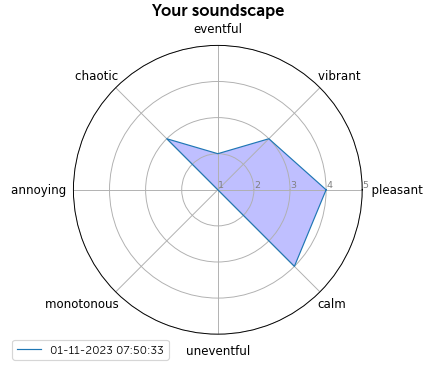 Your soundscape
eventful
chaotic
vibrant
annoying
1 2 3 4 5
pleasant
monotonous
calm
uneventful
01-11-2023 07:50:33